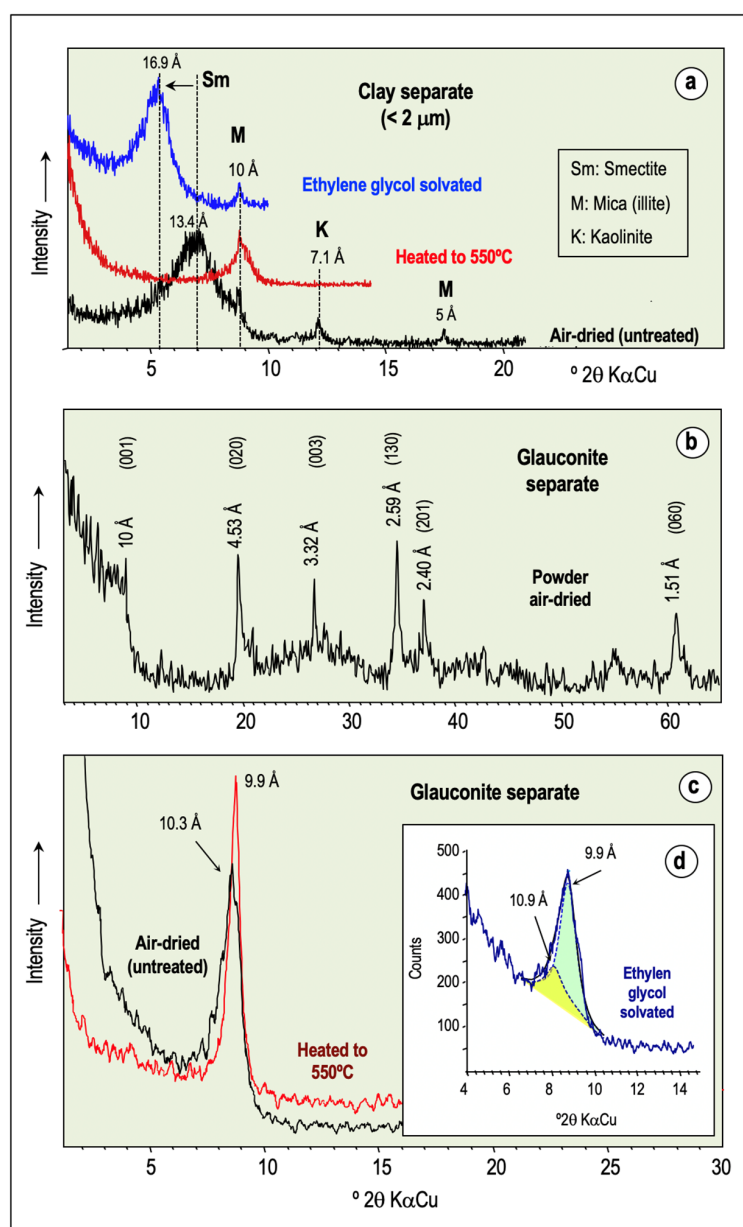 a
16.9 Å
Sm
Clay separate
(< 2 μm)
M
10 Å
Ethylene glycol solvated
Sm: Smectite
M: Mica (illite)
K: Kaolinite
13.4 Å
K
7.1 Å
Heated to 550ºC
M
5 Å
Air-dried (untreated)
Intensity
5
10
15
20
º 2θ KαCu
b
Glauconite
separate
10 Å (001)
4.53 Å (020)
3.32 Å (003)
2.59 Å (130)
2.40 Å (201)
1.51 Å (060)
Powder
air-dried
Intensity
10
20
30
40
50
60
c
9.9 Å
Glauconite separate
10.3 Å
Air-dried
(untreated)
Heated to
550ºC
Intensity
5
10
15
25
30
º 2θ KαCu
d
500
450
400
300
200
100
Counts
9.9 Å
10.9 Å
Ethylen
glycol
solvated
4
6
8
10
12
14
º2θ KαCu